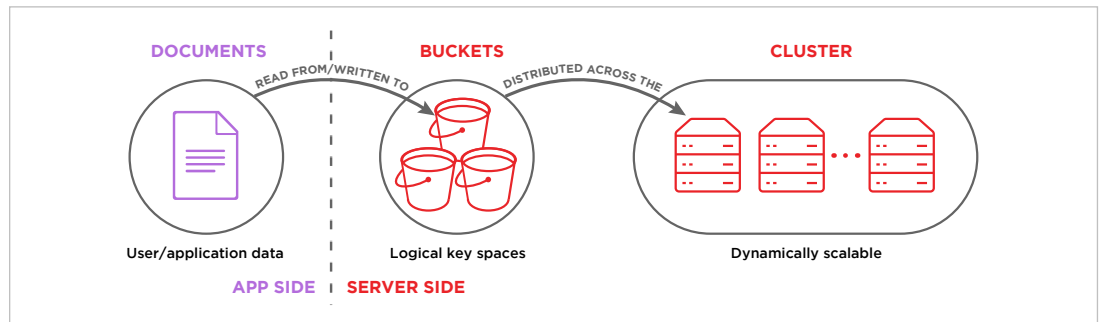 DOCUMENTS
BUCKETS
CLUSTER
READ FROM/WRITTEN TO
DISTRIBUTED ACROSS THE
User/application data
Logical key spaces
Dynamically scalable
APP SIDE
SERVER SIDE